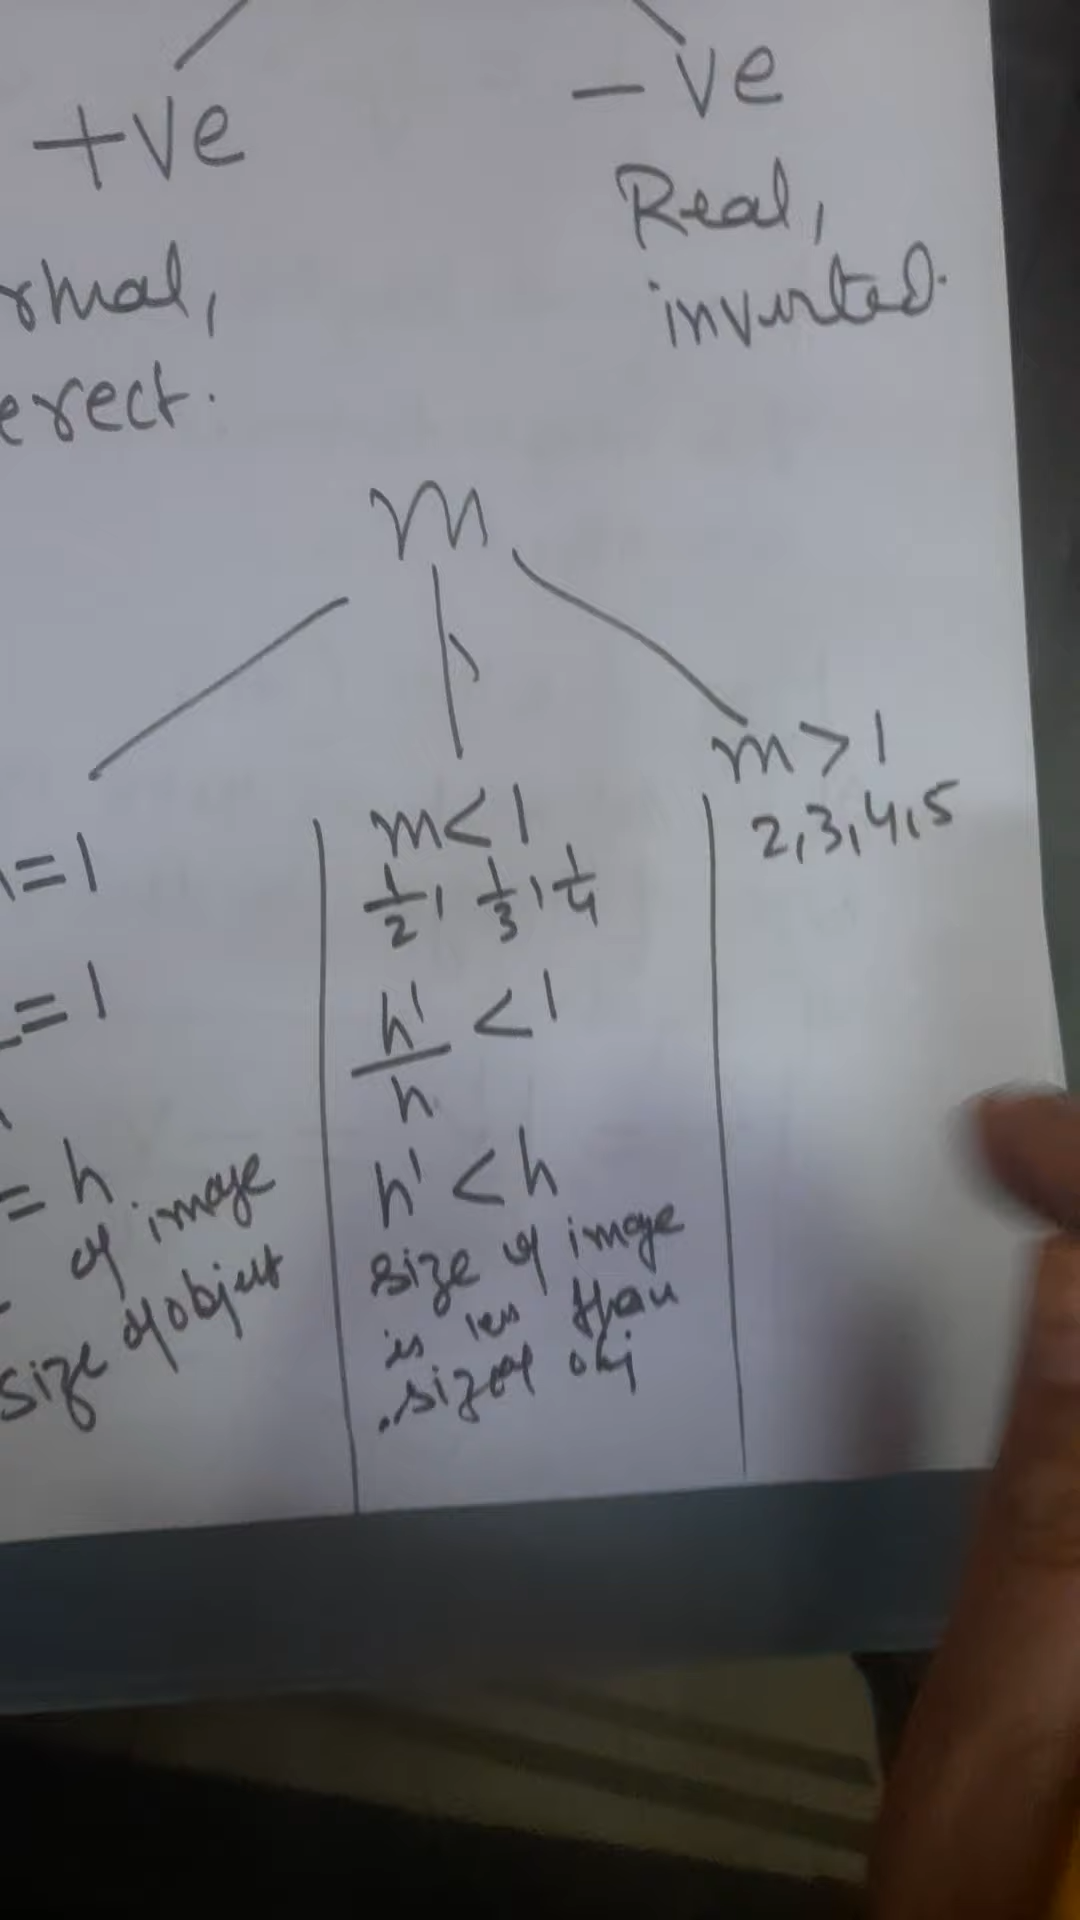 +ve
- ve
Real,
inverted.
rmal,
erect.
m
m > 1
2,3,4,5
m < 1
1/2, 1/3, 1/4
=1
=1
h'/h < 1
= h
h' < h
of image
size of object
size of image
is less than
size of obj